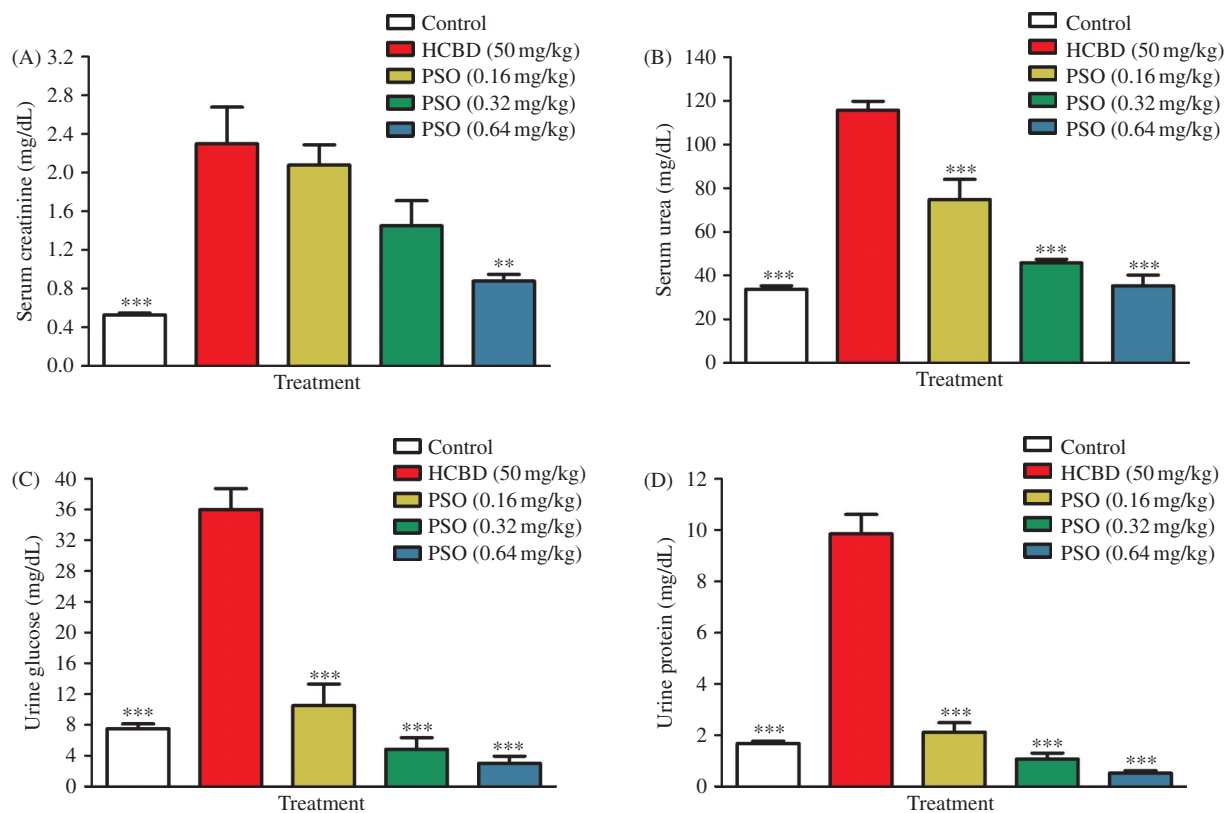 (A)
Control
HCBD (50 mg/kg)
PSO (0.16 mg/kg)
PSO (0.32 mg/kg)
PSO (0.64 mg/kg)
Serum creatinine (mg/dL)
3.2
2.8
2.4
2.0
1.6
1.2
0.8
0.4
0.0
***
**
Treatment
(B)
Control
HCBD (50 mg/kg)
PSO (0.16 mg/kg)
PSO (0.32 mg/kg)
PSO (0.64 mg/kg)
Serum urea (mg/dL)
140
120
100
80
60
40
20
0
***
***
***
***
Treatment
(C)
Control
HCBD (50 mg/kg)
PSO (0.16 mg/kg)
PSO (0.32 mg/kg)
PSO (0.64 mg/kg)
Urine glucose (mg/dL)
40
36
32
28
24
20
16
12
8
4
0
***
***
***
***
Treatment
(D)
Control
HCBD (50 mg/kg)
PSO (0.16 mg/kg)
PSO (0.32 mg/kg)
PSO (0.64 mg/kg)
Urine protein (mg/dL)
12
10
8
6
4
2
0
***
***
***
***
Treatment